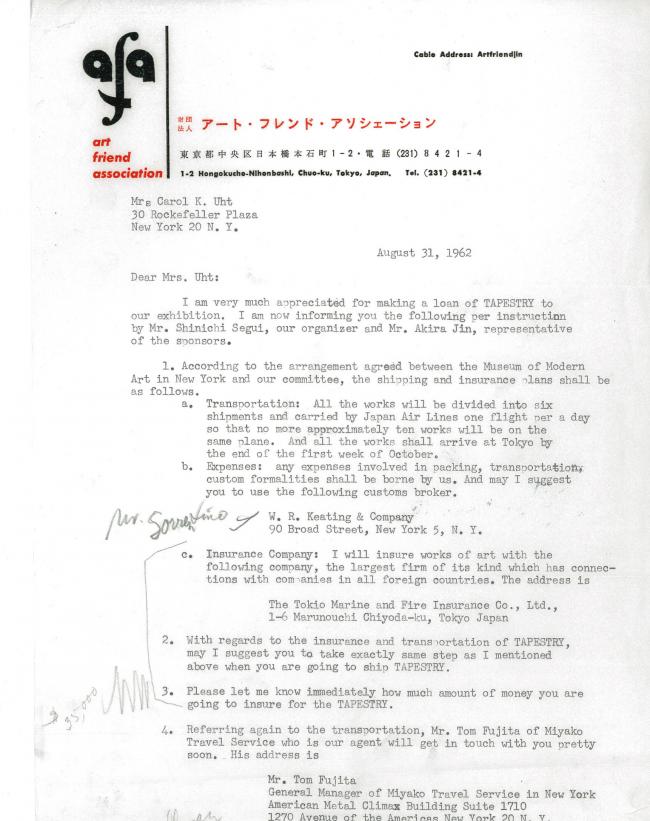 afa
Cable Address: Artfriendjin
財団
法人
アート・フレンド・アソシェーション
art
friend
association
東京都中央区日本橋本石町1-2・電話(231)8421-4
1-2 Hongokucho-Nihonbashi, Chuo-ku, Tokyo, Japan. Tel. (231) 8421-4
Mrs Carol K. Uht
30 Rockefeller Plaza
New York 20 N. Y.
August 31, 1962
Dear Mrs. Uht:
I am very much appreciated for making a loan of TAPESTRY to
our exhibition. I am now informing you the following per instruction
by Mr. Shinichi Segui, our organizer and Mr. Akira Jin, representative
of the sponsors.
1. According to the arrangement agreed between the Museum of Modern
Art in New York and our committee, the shipping and insurance plans shall be
as follows.
a. Transportation: All the works will be divided into six
shipments and carried by Japan Air Lines one flight per a day
so that no more approximately ten works will be on the
same plane. And all the works shall arrive at Tokyo by
the end of the first week of October.
b. Expenses: any expenses involved in packing, transportation,
custom formalities shall be borne by us. And may I suggest
you to use the following customs broker.
Mr. Sorrentino
W. R. Keating & Company
90 Broad Street, New York 5, N. Y.
c. Insurance Company: I will insure works of art with the
following company, the largest firm of its kind which has connec-
tions with companies in all foreign countries. The address is
The Tokio Marine and Fire Insurance Co., Ltd.,
1-6 Marunouchi Chiyoda-ku, Tokyo Japan
2. With regards to the insurance and transportation of TAPESTRY,
may I suggest you to take exactly same step as I mentioned
above when you are going to ship TAPESTRY.
$ 35,000
3. Please let me know immediately how much amount of money you are
going to insure for the TAPESTRY.
4. Referring again to the transportation, Mr. Tom Fujita of Miyako
Travel Service who is our agent will get in touch with you pretty
soon. His address is
Mr. Tom Fujita
General Manager of Miyako Travel Service in New York
American Metal Climax Building Suite 1710
1270 Avenue of the Americas New York 20 N. Y.